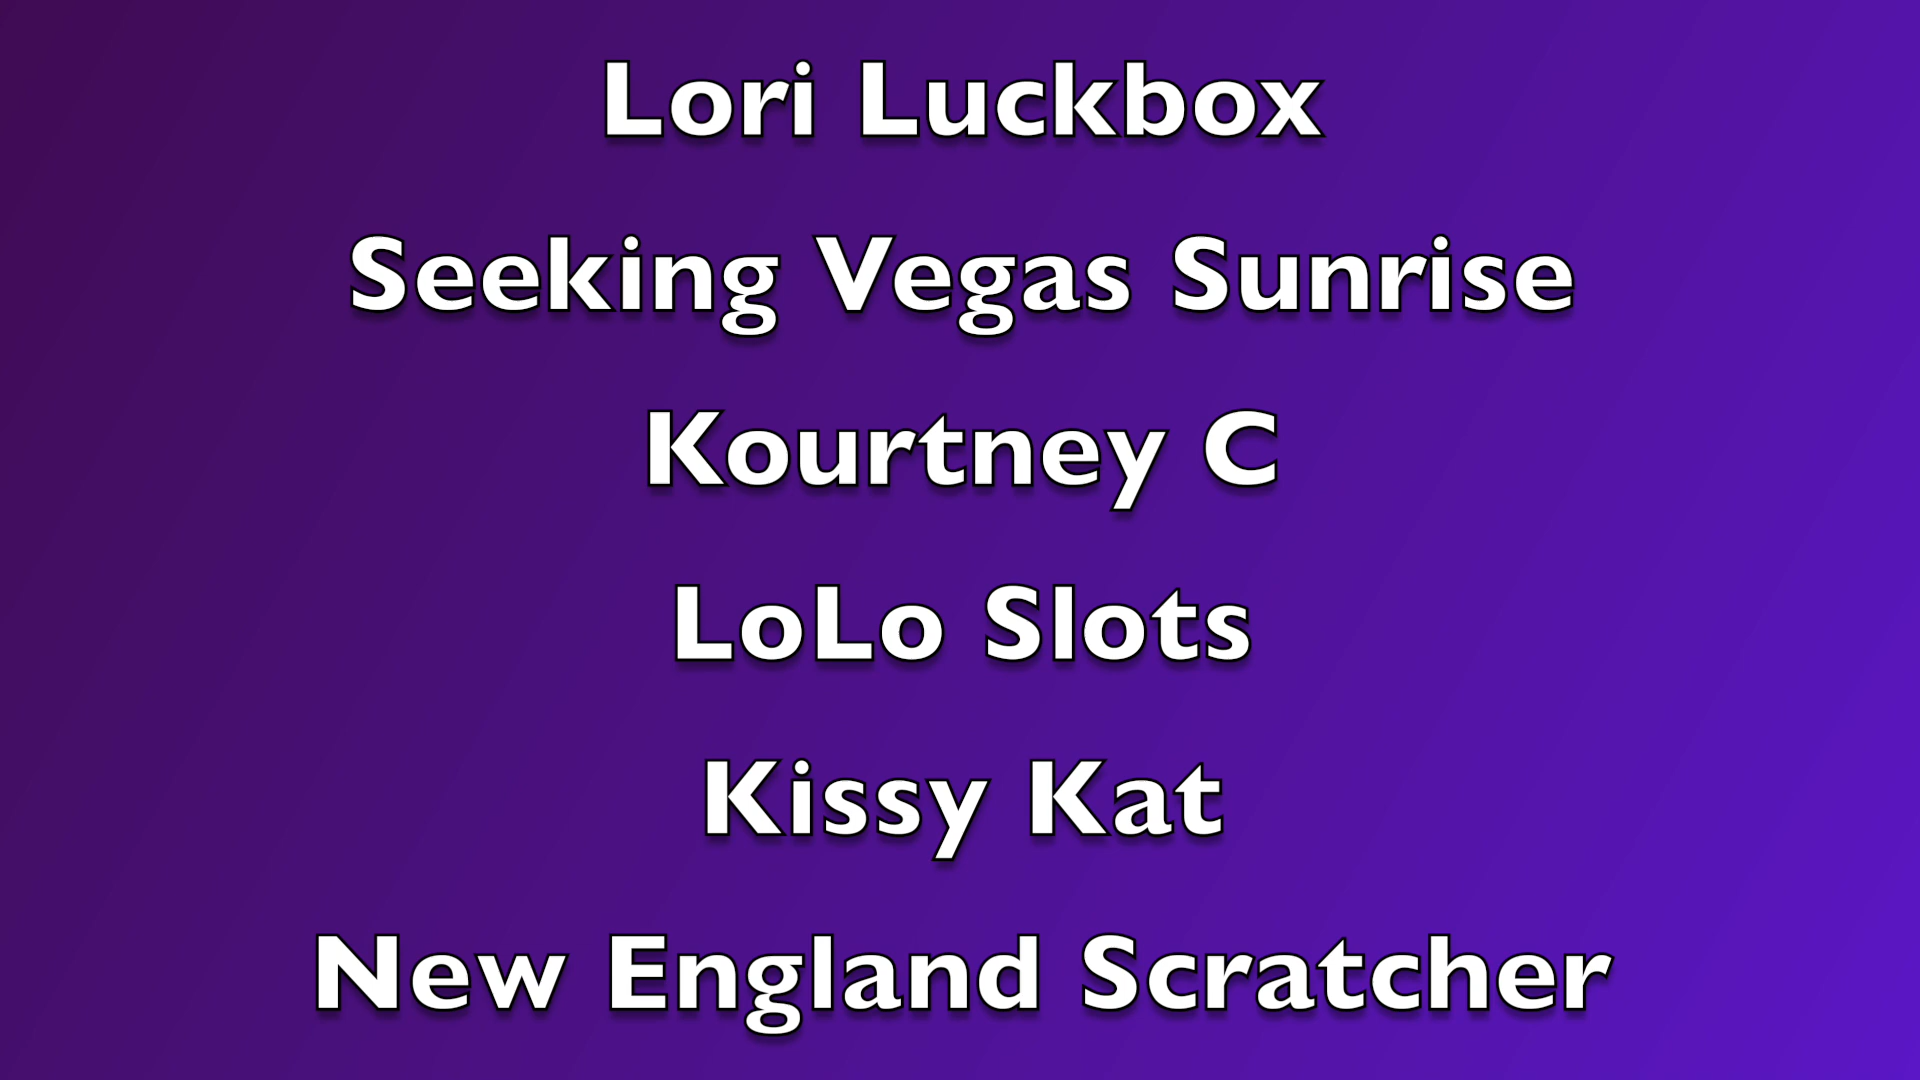 Lori Luckbox
Seeking Vegas Sunrise
Kourtney C
LoLo Slots
Kissy Kat
New England Scratcher